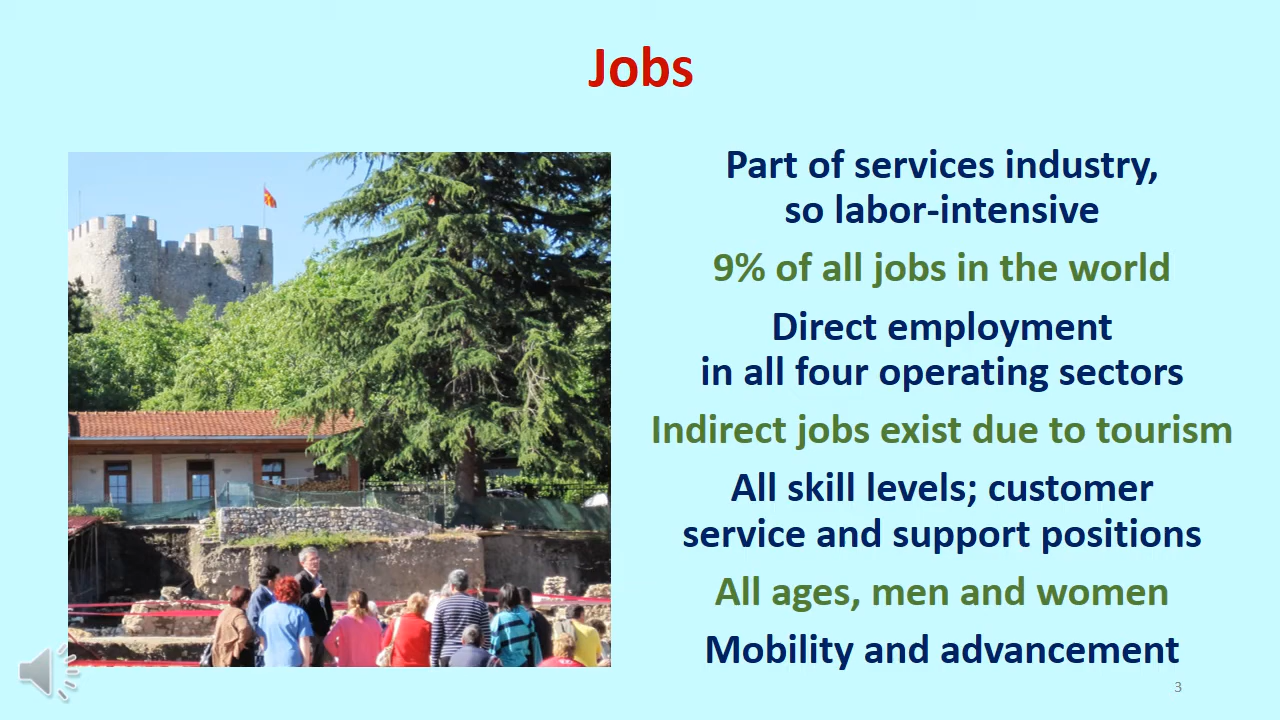 Jobs
Part of services industry,
so labor-intensive
9% of all jobs in the world
Direct employment
in all four operating sectors
Indirect jobs exist due to tourism
All skill levels; customer
service and support positions
All ages, men and women
Mobility and advancement
3